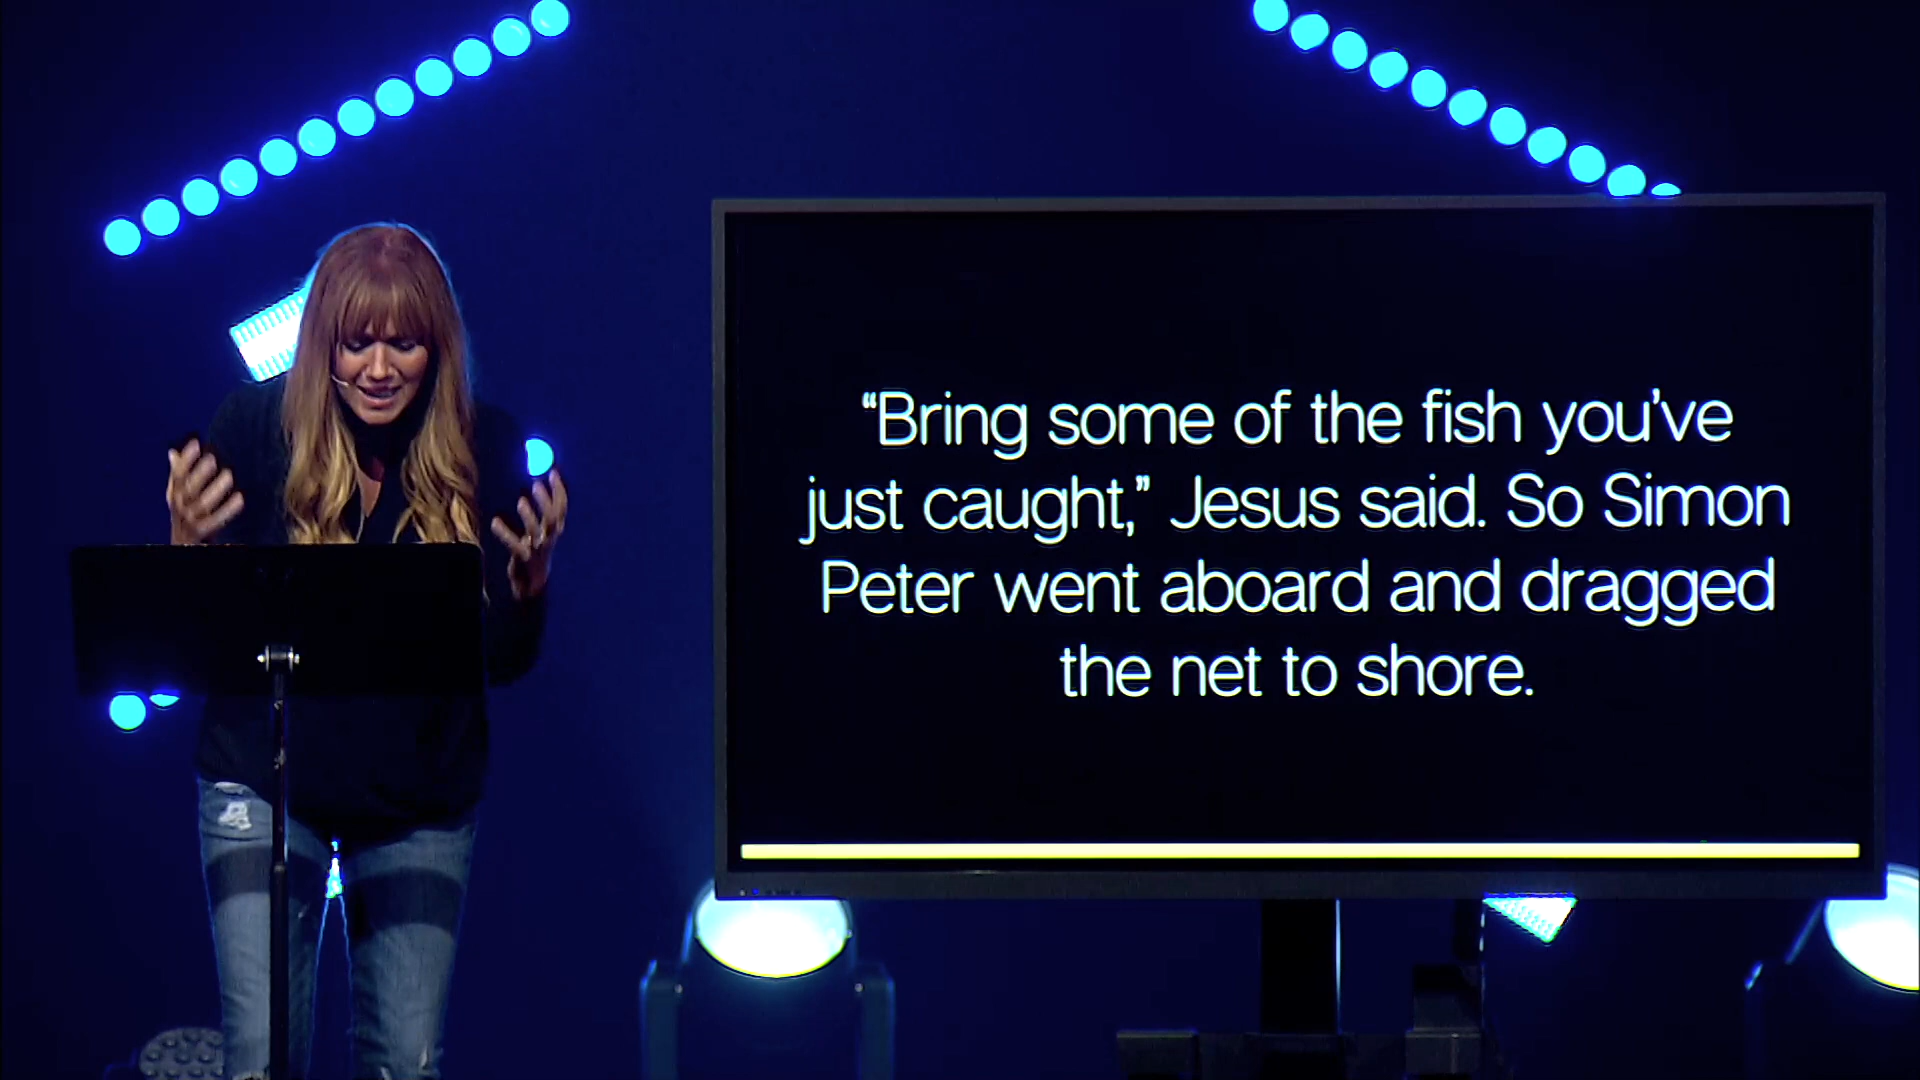 “Bring some of the fish you’ve
just caught,” Jesus said. So Simon
Peter went aboard and dragged
the net to shore.